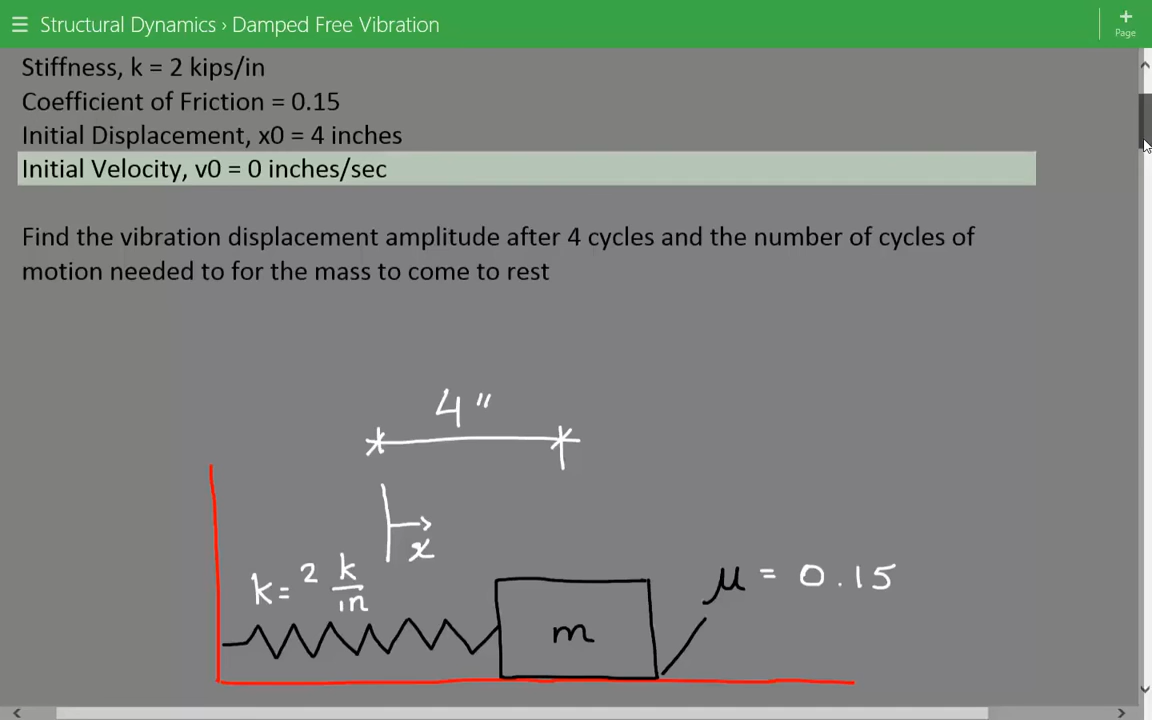 Structural Dynamics › Damped Free Vibration
Page
Stiffness, k = 2 kips/in
Coefficient of Friction = 0.15
Initial Displacement, x0 = 4 inches
Initial Velocity, v0 = 0 inches/sec
Find the vibration displacement amplitude after 4 cycles and the number of cycles of
motion needed to for the mass to come to rest
4"
x
k= 2 k/in
μ = 0.15
m